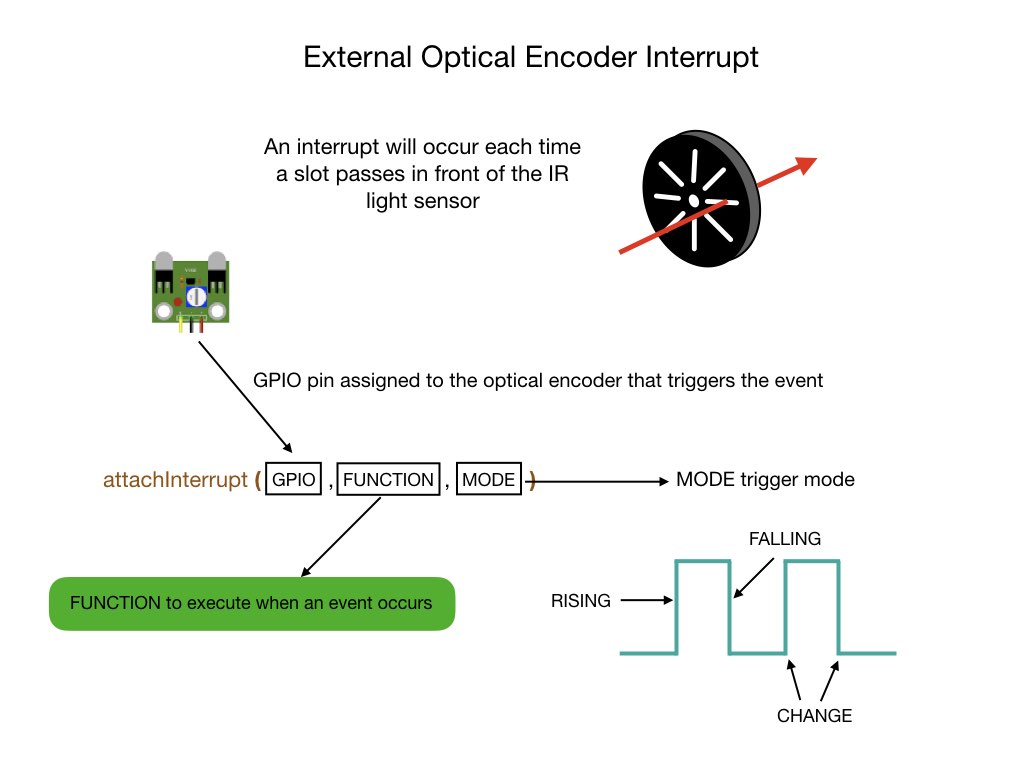 External Optical Encoder Interrupt
An interrupt will occur each time
a slot passes in front of the IR
light sensor
GPIO pin assigned to the optical encoder that triggers the event
attachInterrupt ( GPIO , FUNCTION , MODE )
MODE trigger mode
FALLING
RISING
FUNCTION to execute when an event occurs
CHANGE